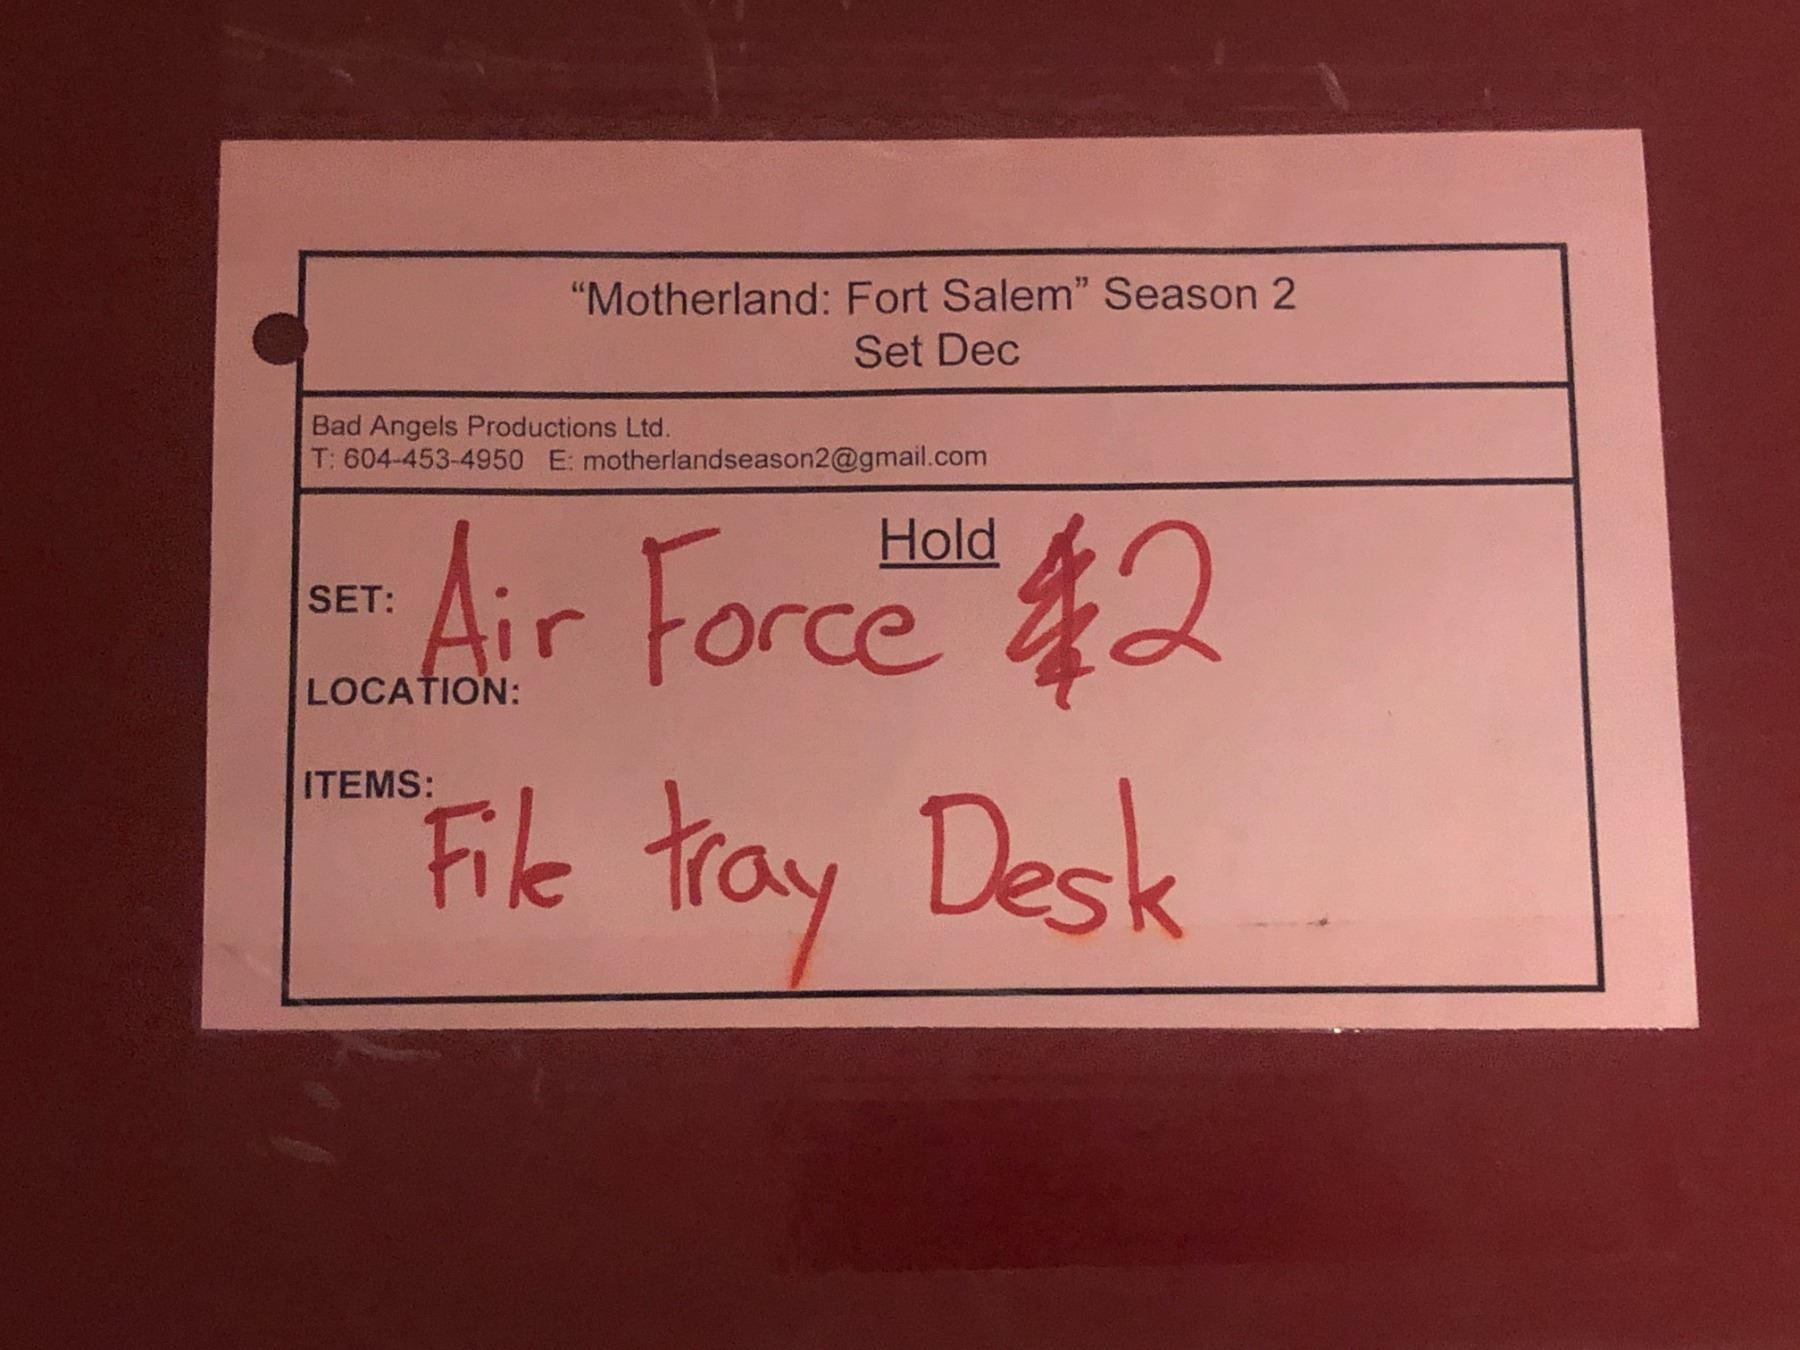 “Motherland: Fort Salem” Season 2
Set Dec
Bad Angels Productions Ltd.
T: 604-453-4950 E: motherlandseason2@gmail.com
Hold
SET: Air Force 2
LOCATION:
ITEMS:
File tray Desk